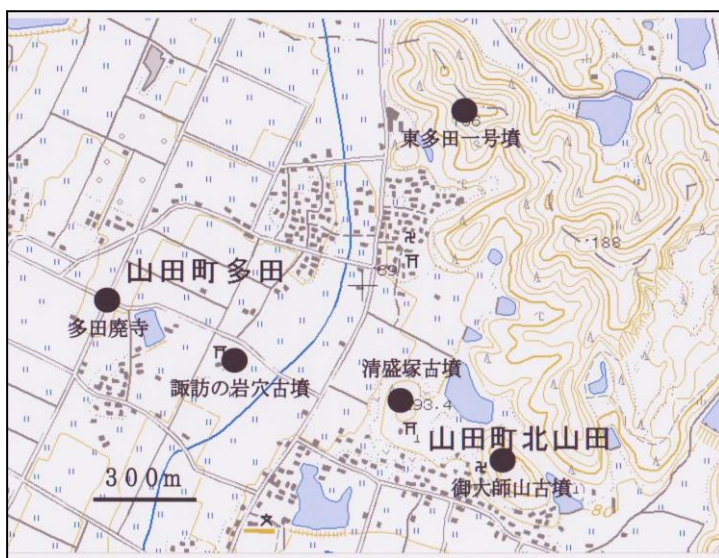 東多田一号墳
188
69
山田町多田
多田廃寺
清盛塚古墳
諏訪の岩穴古墳
93.4
山田町北山田
300m
御大師山古墳
80